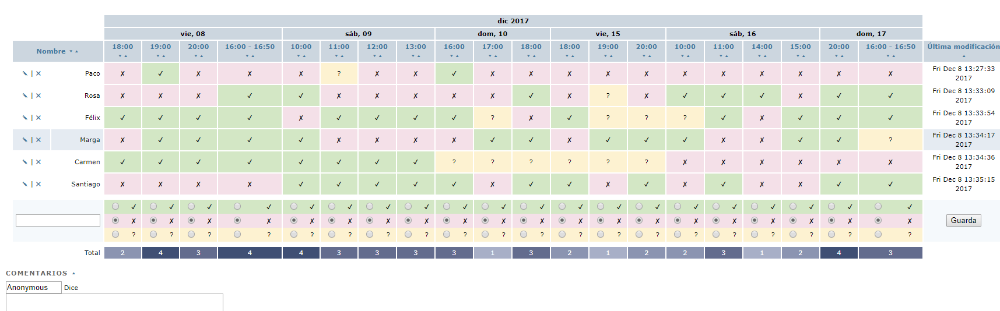 dic 2017
vie, 08 sáb, 09 dom, 10 vie, 15 sáb, 16 dom, 17
Nombre 18:00 19:00 20:00 16:00 - 16:50 10:00 11:00 12:00 13:00 16:00 17:00 18:00 18:00 19:00 20:00 10:00 11:00 14:00 15:00 20:00 16:00 - 16:50 Última modificación
Paco ✗ ✓ ✗ ✗ ✗ ? ✗ ✗ ✓ ✗ ✗ ✗ ✗ ✗ ✗ ✗ ✗ ✗ ✗ ✗ Fri Dec 8 13:27:33
2017
Rosa ✗ ✗ ✗ ✓ ✓ ✗ ✗ ✗ ✗ ✗ ✓ ✗ ? ✗ ✓ ✓ ✓ ✗ ✓ ✓ Fri Dec 8 13:33:09
2017
Félix ✓ ✓ ✓ ✓ ✗ ✓ ✓ ✓ ✓ ? ✗ ✓ ? ? ? ✓ ✗ ✓ ✓ ✓ Fri Dec 8 13:33:54
2017
Marga ✗ ✓ ✓ ✓ ✓ ✗ ✗ ✗ ✗ ✓ ✓ ✗ ✓ ✓ ✓ ✗ ✗ ✓ ✓ ? Fri Dec 8 13:34:17
2017
Carmen ✓ ✓ ✓ ✓ ✓ ✓ ✓ ✓ ? ? ? ? ? ? ✗ ✗ ✗ ✗ ✗ ✗ Fri Dec 8 13:34:36
2017
Santiago ✗ ✗ ✗ ✗ ✓ ✓ ✓ ✓ ✓ ✗ ✓ ✓ ✗ ✓ ✗ ✓ ✗ ✗ ✓ ✓ Fri Dec 8 13:35:15
2017
✓ ✓ ✓ ✓ ✓ ✓ ✓ ✓ ✓ ✓ ✓ ✓ ✓ ✓ ✓ ✓ ✓ ✓ ✓ ✓
✗ ✗ ✗ ✗ ✗ ✗ ✗ ✗ ✗ ✗ ✗ ✗ ✗ ✗ ✗ ✗ ✗ ✗ ✗ ✗ Guarda
? ? ? ? ? ? ? ? ? ? ? ? ? ? ? ? ? ? ? ?
Total 2 4 3 4 4 3 3 3 3 1 3 2 1 2 2 3 1 2 4 3
COMENTARIOS
Anonymous Dice